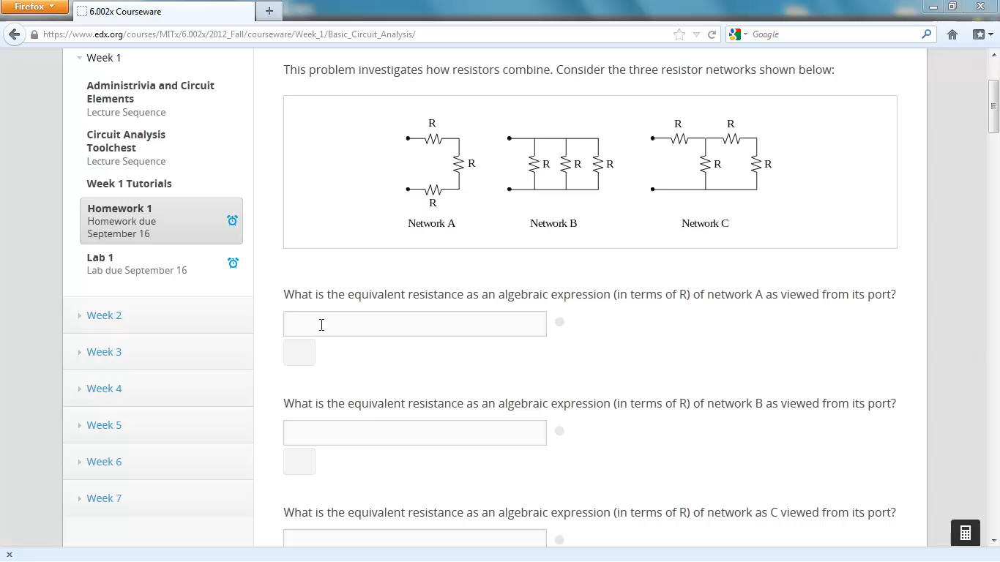 Firefox
6.002x Courseware
https://www.edx.org/courses/MITx/6.002x/2012_Fall/courseware/Week_1/Basic_Circuit_Analysis/
Google
Week 1
Administrivia and Circuit
Elements
Lecture Sequence
Circuit Analysis
Toolchest
Lecture Sequence
Week 1 Tutorials
Homework 1
Homework due
September 16
Lab 1
Lab due September 16
Week 2
Week 3
Week 4
Week 5
Week 6
Week 7
This problem investigates how resistors combine. Consider the three resistor networks shown below:
R
R
R
Network A
R R R
Network B
R R
R R
Network C
What is the equivalent resistance as an algebraic expression (in terms of R) of network A as viewed from its port?
What is the equivalent resistance as an algebraic expression (in terms of R) of network B as viewed from its port?
What is the equivalent resistance as an algebraic expression (in terms of R) of network as C viewed from its port?